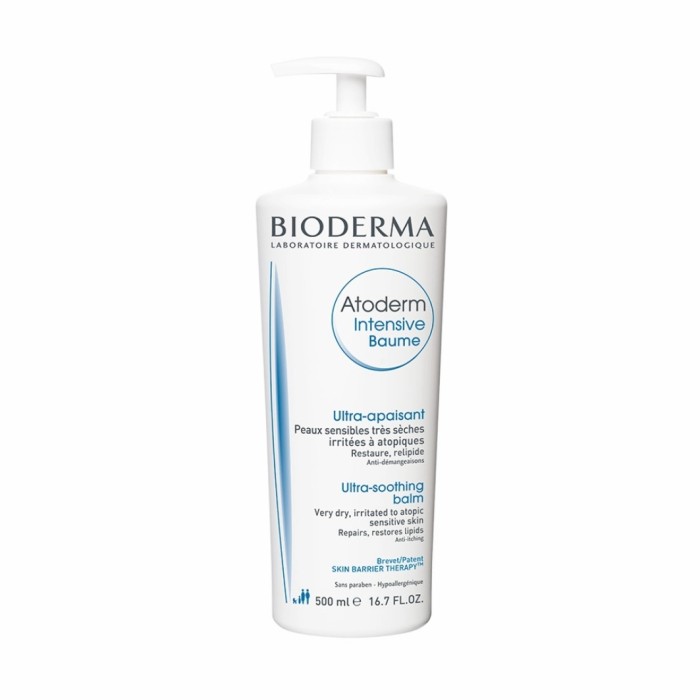 BIODERMA
LABORATOIRE DERMATOLOGIQUE
Atoderm
Intensive
Baume
Ultra-apaisant
Peaux sensibles très sèches
irritées à atopiques
Restaure, relipide
Anti-démangeaisons
Ultra-soothing
balm
Very dry, irritated to atopic
sensitive skin
Repairs, restores lipids
Anti-itching
Brevet/Patent
SKIN BARRIER THERAPY™
Sans paraben - Hypoallergénique
500 ml ℮ 16.7 FL.OZ.